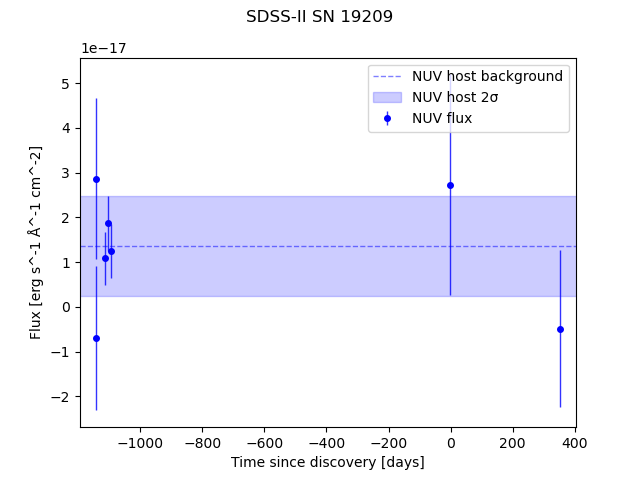 SDSS-II SN 19209
1e−17
NUV host background
NUV host 2σ
NUV flux
5
4
3
2
1
0
−1
−2
Flux [erg s^-1 Å^-1 cm^-2]
−1000 −800 −600 −400 −200 0 200 400
Time since discovery [days]